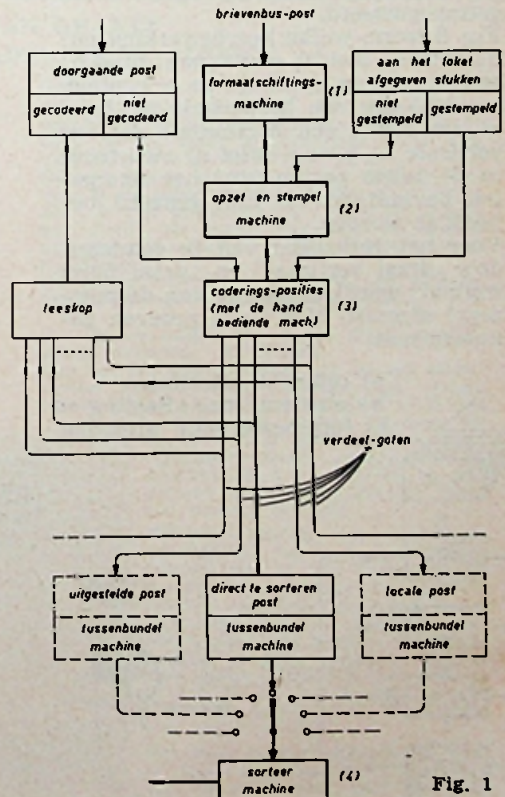 brievenbus-post
doorgaande post
gecodeerd
niet
gecodeerd
formaatschiftings-
machine
(1)
aan het loket
afgegeven stukken
niet
gestempeld
gestempeld
opzet en stempel
machine
(2)
leeskop
coderings-posities
(met de hand
bediende mach.)
(3)
verdeel-goten
uitgestelde post
tussenbundel
machine
direct te sorteren
post
tussenbundel
machine
locale post
tussenbundel
machine
sorteer
machine
(4)
Fig. 1